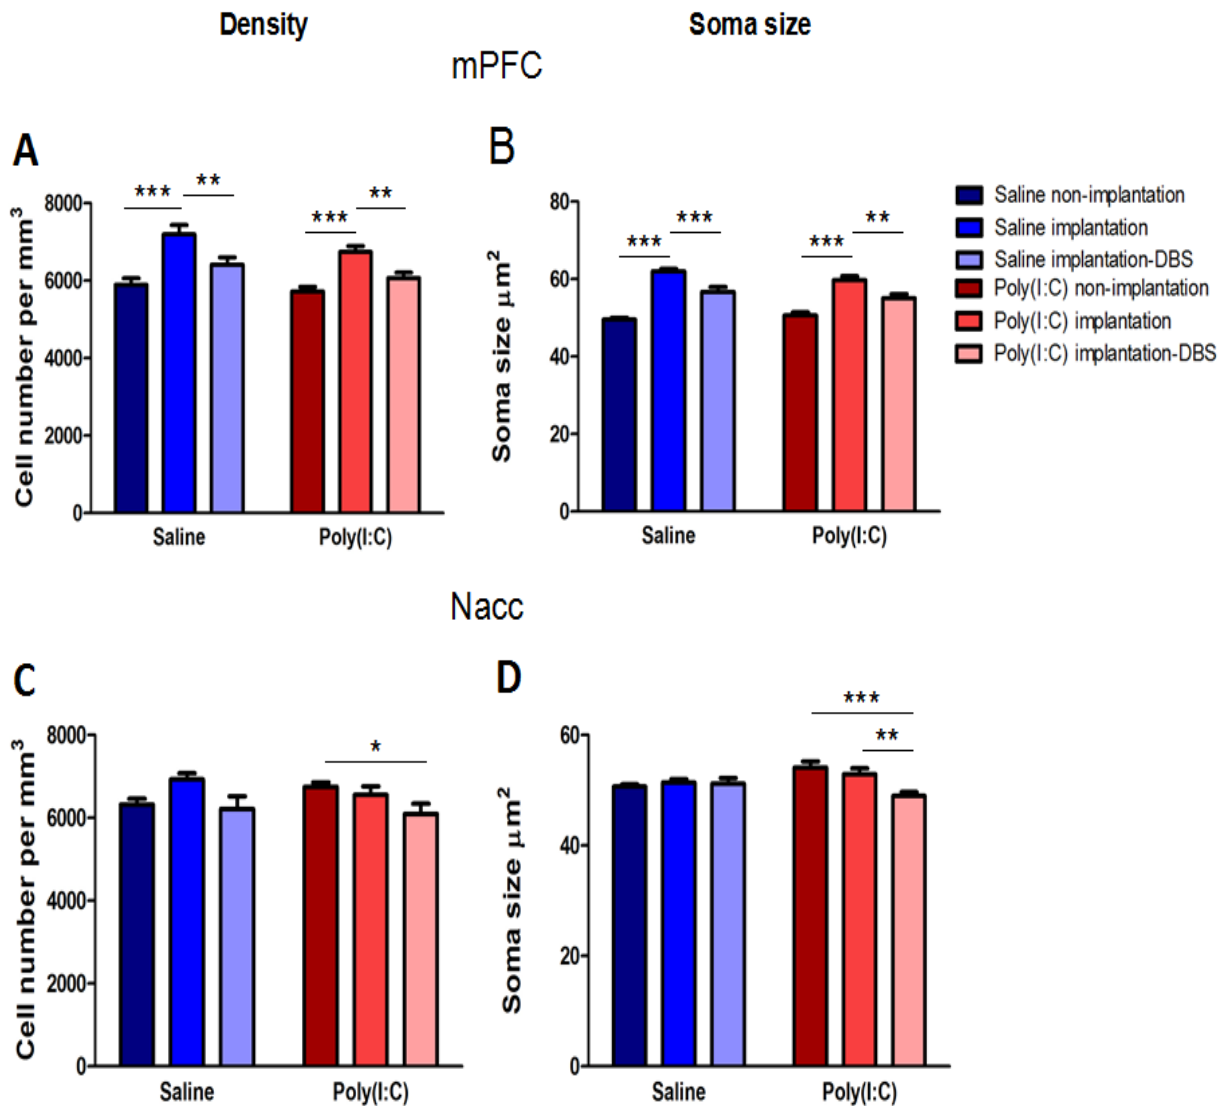 Density
Soma size
mPFC
A
Cell number per mm³
8000
6000
4000
2000
0
***
**
***
**
Saline
Poly(I:C)
B
Soma size μm²
80
60
40
20
0
***
***
***
**
Saline
Poly(I:C)
Saline non-implantation
Saline implantation
Saline implantation-DBS
Poly(I:C) non-implantation
Poly(I:C) implantation
Poly(I:C) implantation-DBS
Nacc
C
Cell number per mm³
8000
6000
4000
2000
0
*
Saline
Poly(I:C)
D
Soma size μm²
60
40
20
0
***
**
Saline
Poly(I:C)